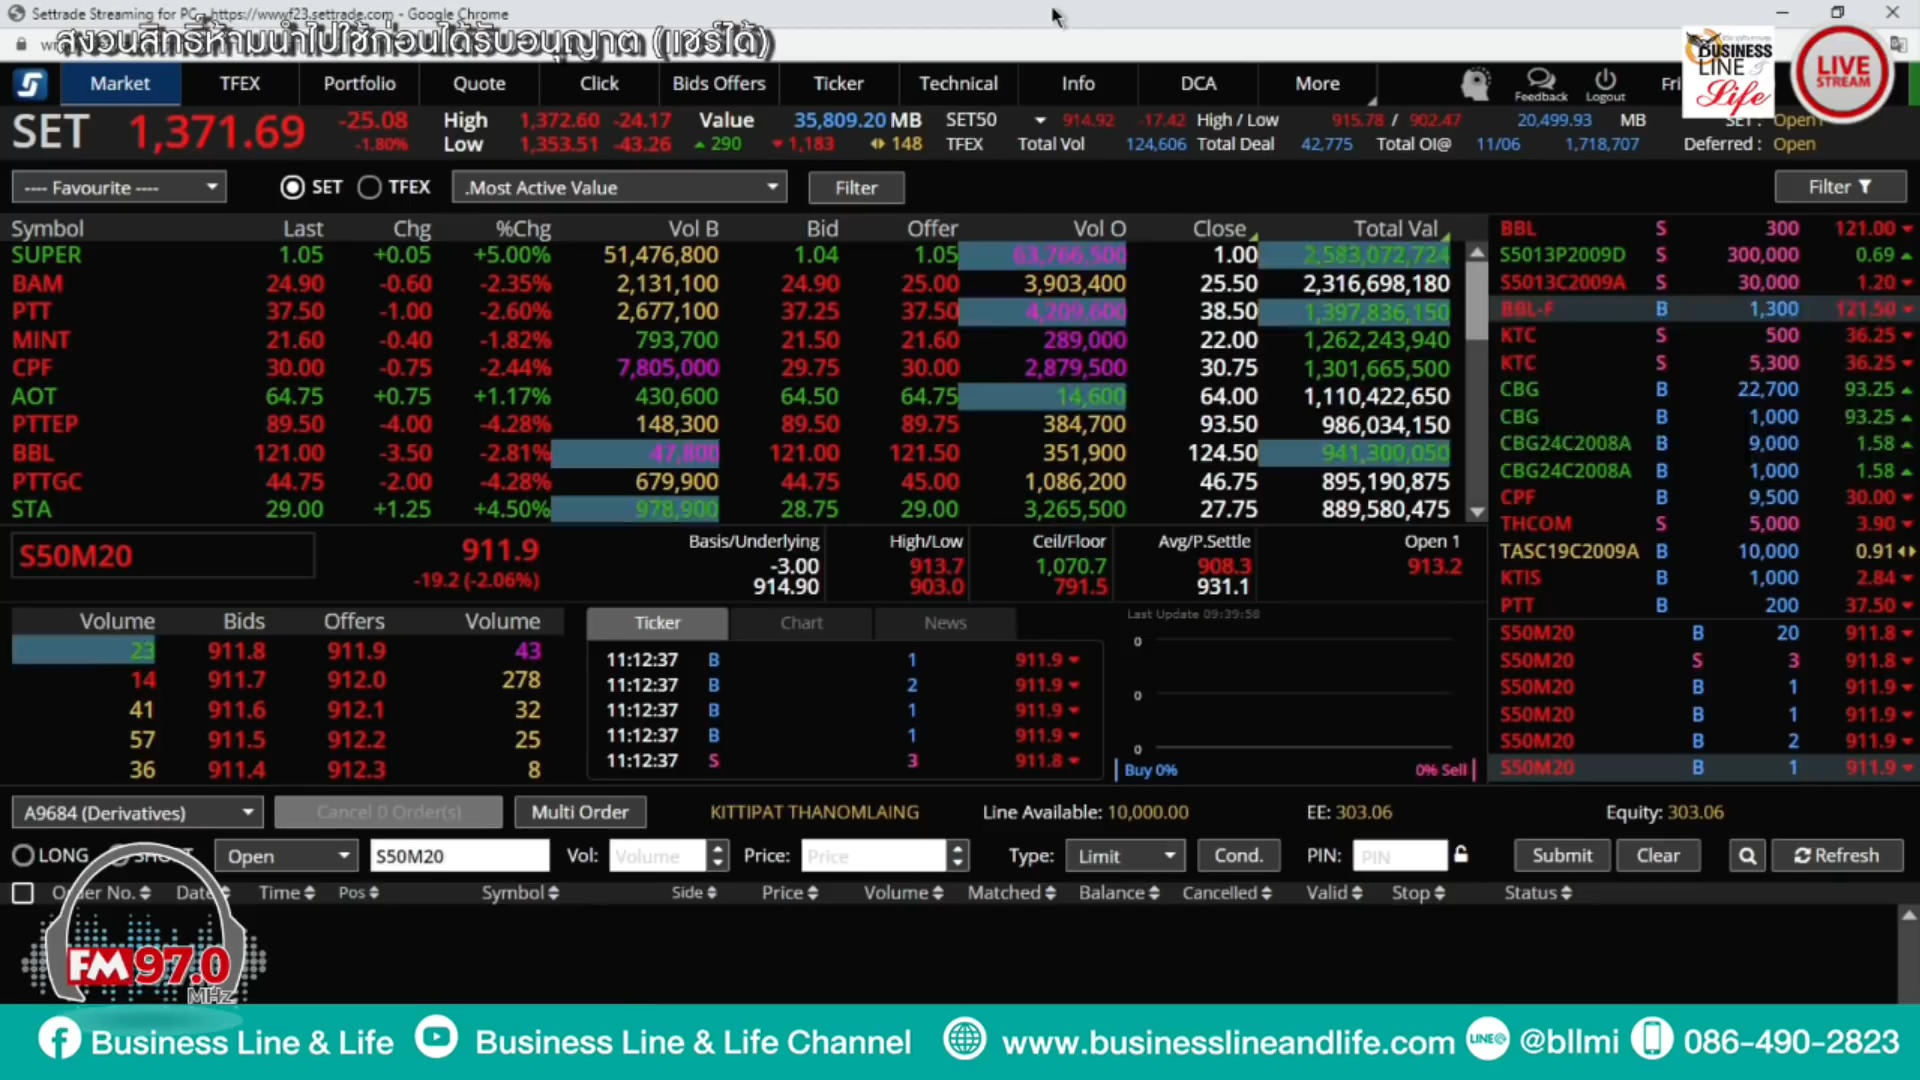 Settrade Streaming for PC - https://wwwf23.settrade.com - Google Chrome
สงวนสิทธิ์ห้ามนำไปใช้ก่อนได้รับอนุญาต (แชร์ได้)
BUSINESS LINE & Life
LIVE STREAM
Market TFEX Portfolio Quote Click Bids Offers Ticker Technical Info DCA More Feedback Logout Fri
SET 1,371.69 -25.08 -1.80%
High 1,372.60 -24.17 Value 35,809.20 MB SET50 914.92 -17.42 High / Low 915.78 / 902.47 20,499.93 MB SET : Open1
Low 1,353.51 -43.26 290 1,183 148 TFEX Total Vol 124,606 Total Deal 42,775 Total OI@ 11/06 1,718,707 Deferred : Open
---- Favourite ---- SET TFEX .Most Active Value Filter Filter
Symbol Last Chg %Chg Vol B Bid Offer Vol O Close Total Val
SUPER 1.05 +0.05 +5.00% 51,476,800 1.04 1.05 63,766,500 1.00 2,583,072,724
BAM 24.90 -0.60 -2.35% 2,131,100 24.90 25.00 3,903,400 25.50 2,316,698,180
PTT 37.50 -1.00 -2.60% 2,677,100 37.25 37.50 4,209,600 38.50 1,397,836,150
MINT 21.60 -0.40 -1.82% 793,700 21.50 21.60 289,000 22.00 1,262,243,940
CPF 30.00 -0.75 -2.44% 7,805,000 29.75 30.00 2,879,500 30.75 1,301,665,500
AOT 64.75 +0.75 +1.17% 430,600 64.50 64.75 14,600 64.00 1,110,422,650
PTTEP 89.50 -4.00 -4.28% 148,300 89.50 89.75 384,700 93.50 986,034,150
BBL 121.00 -3.50 -2.81% 47,800 121.00 121.50 351,900 124.50 941,300,050
PTTGC 44.75 -2.00 -4.28% 679,900 44.75 45.00 1,086,200 46.75 895,190,875
STA 29.00 +1.25 +4.50% 978,900 28.75 29.00 3,265,500 27.75 889,580,475
BBL S 300 121.00
S5013P2009D S 300,000 0.69
S5013C2009A S 30,000 1.20
BBL-F B 1,300 121.50
KTC S 500 36.25
KTC S 5,300 36.25
CBG B 22,700 93.25
CBG B 1,000 93.25
CBG24C2008A B 9,000 1.58
CBG24C2008A B 1,000 1.58
CPF B 9,500 30.00
THCOM S 5,000 3.90
TASC19C2009A B 10,000 0.91
KTIS B 1,000 2.84
PTT B 200 37.50
S50M20 B 20 911.8
S50M20 S 3 911.8
S50M20 B 1 911.9
S50M20 B 1 911.9
S50M20 B 2 911.9
S50M20 B 1 911.9
S50M20 911.9 -19.2 (-2.06%)
Basis/Underlying High/Low Ceil/Floor Avg/P.Settle Open 1
-3.00 913.7 1,070.7 908.3 913.2
914.90 903.0 791.5 931.1
Volume Bids Offers Volume
23 911.8 911.9 43
14 911.7 912.0 278
41 911.6 912.1 32
57 911.5 912.2 25
36 911.4 912.3 8
Ticker Chart News
11:12:37 B 1 911.9
11:12:37 B 2 911.9
11:12:37 B 1 911.9
11:12:37 B 1 911.9
11:12:37 S 3 911.8
Last Update 09:39:58
0
0
0
Buy 0% 0% Sell
A9684 (Derivatives) Cancel 0 Order(s) Multi Order KITTIPAT THANOMLAING Line Available: 10,000.00 EE: 303.06 Equity: 303.06
LONG SHORT Open S50M20 Vol: Volume Price: Price Type: Limit Cond. PIN: PIN Submit Clear Refresh
Order No. Date Time Pos Symbol Side Price Volume Matched Balance Cancelled Valid Stop Status
FM 97.0 MHz
Business Line & Life Business Line & Life Channel www.businesslineandlife.com LINE@ @bllmi 086-490-2823